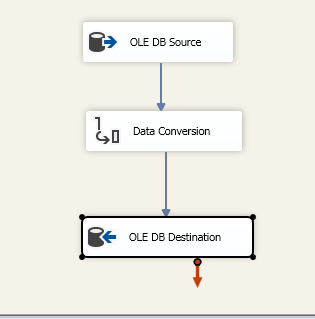 OLE DB Source
Data Conversion
OLE DB Destination